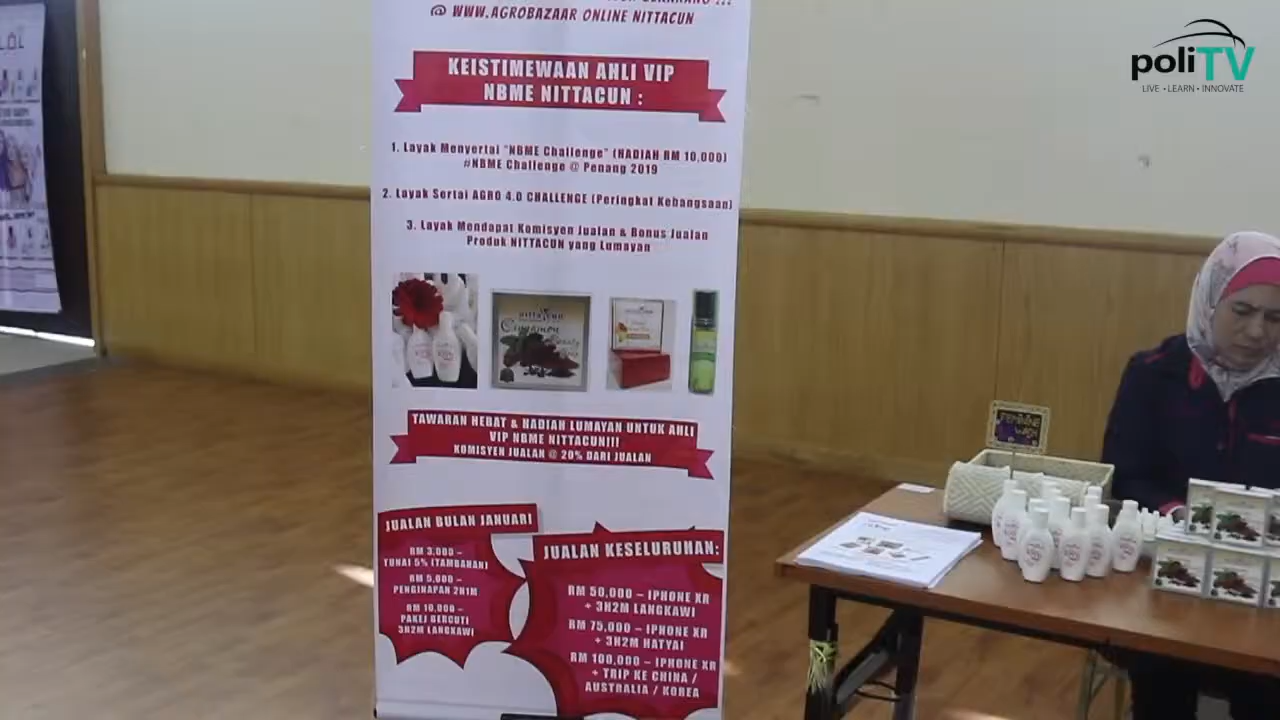 @ WWW.AGROBAZAAR ONLINE NITTACUN
KEISTIMEWAAN AHLI VIP
NBME NITTACUN :
1. Layak Menyertai "NBME Challenge" (HADIAH RM 10,000)
#NBME Challenge @ Penang 2019
2. Layak Sertai AGRO 4.0 CHALLENGE (Peringkat Kebangsaan)
3. Layak Mendapat Komisyen Jualan & Bonus Jualan
Produk NITTACUN yang Lumayan
nittacun
Cinnamon
Beauty
TAWARAN HEBAT & HADIAH LUMAYAN UNTUK AHLI
VIP NBME NITTACUN!!!
KOMISYEN JUALAN @ 20% DARI JUALAN
JUALAN BULAN JANUARI
RM 3,000 –
TUNAI 5% (TAMBAHAN)
RM 5,000 –
PENGINAPAN 2H1M
RM 10,000 –
PAKEJ BERCUTI
3H2M LANGKAWI
JUALAN KESELURUHAN:
RM 50,000 – IPHONE XR
+ 3H2M LANGKAWI
RM 75,000 – IPHONE XR
+ 3H2M HATYAI
RM 100,000 – IPHONE XR
+ TRIP KE CHINA /
AUSTRALIA / KOREA
FEMININE
WASH
poliTV
LIVE • LEARN • INNOVATE